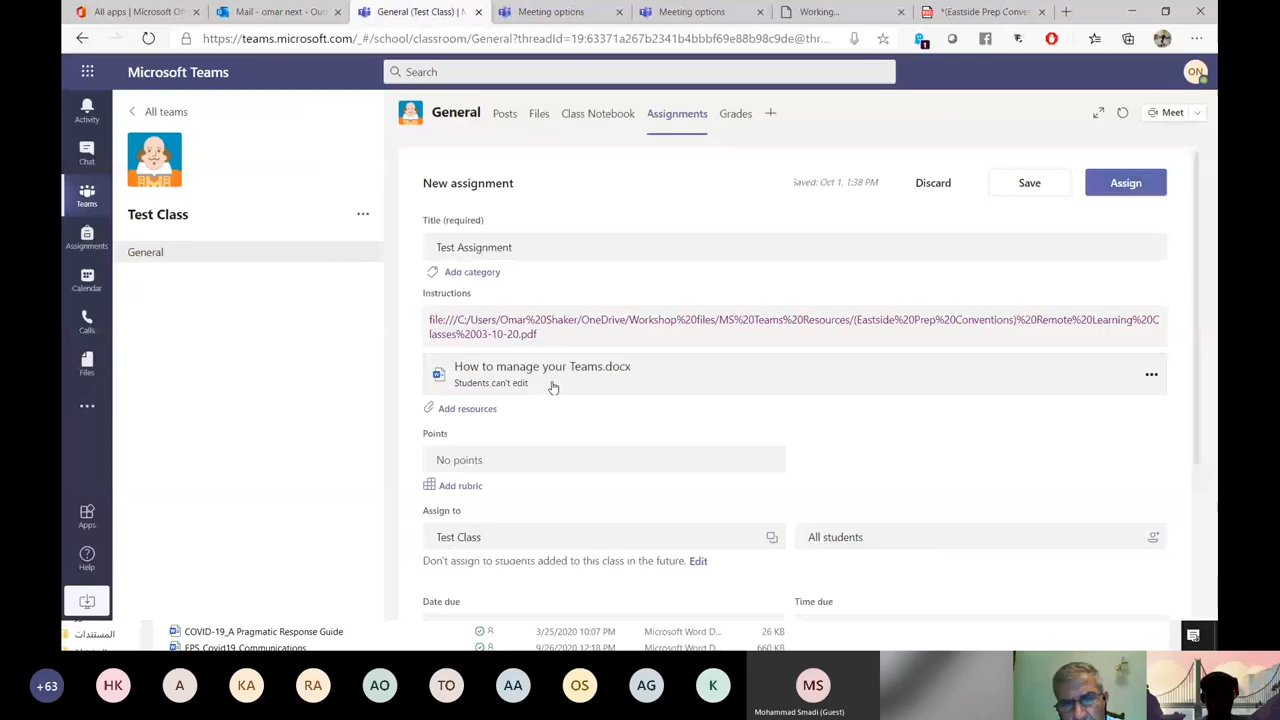 All apps | Microsoft Of
Mail - omar next - Out
General (Test Class) | M
Meeting options
Meeting options
Working...
*Eastside Prep Conve
https://teams.microsoft.com/_#/school/classroom/General?threadId=19:63371a267b2341b4bbbf69e88b98c9de@thr...
1
Microsoft Teams
Search
ON
Activity
Chat
Teams
Assignments
Calendar
Calls
Files
Apps
Help
All teams
Test Class
General
General
Posts
Files
Class Notebook
Assignments
Grades
Meet
New assignment
Saved: Oct 1, 1:38 PM
Discard
Save
Assign
Title (required)
Test Assignment
Add category
Instructions
file:///C:/Users/Omar%20Shaker/OneDrive/Workshop%20files/MS%20Teams%20Resources/(Eastside%20Prep%20Conventions)%20Remote%20Learning%20C
lasses%2003-10-20.pdf
How to manage your Teams.docx
Students can't edit
Add resources
Points
No points
Add rubric
Assign to
Test Class
All students
Don't assign to students added to this class in the future. Edit
Date due
Time due
المستندات
COVID-19_A Pragmatic Response Guide
3/25/2020 10:07 PM
Microsoft Word D...
26 KB
EPS_Covid19_Communications
9/26/2020 12:18 PM
Microsoft Word D...
660 KB
+63
HK
A
KA
RA
AO
TO
AA
OS
AG
K
MS
Mohammad Smadi (Guest)